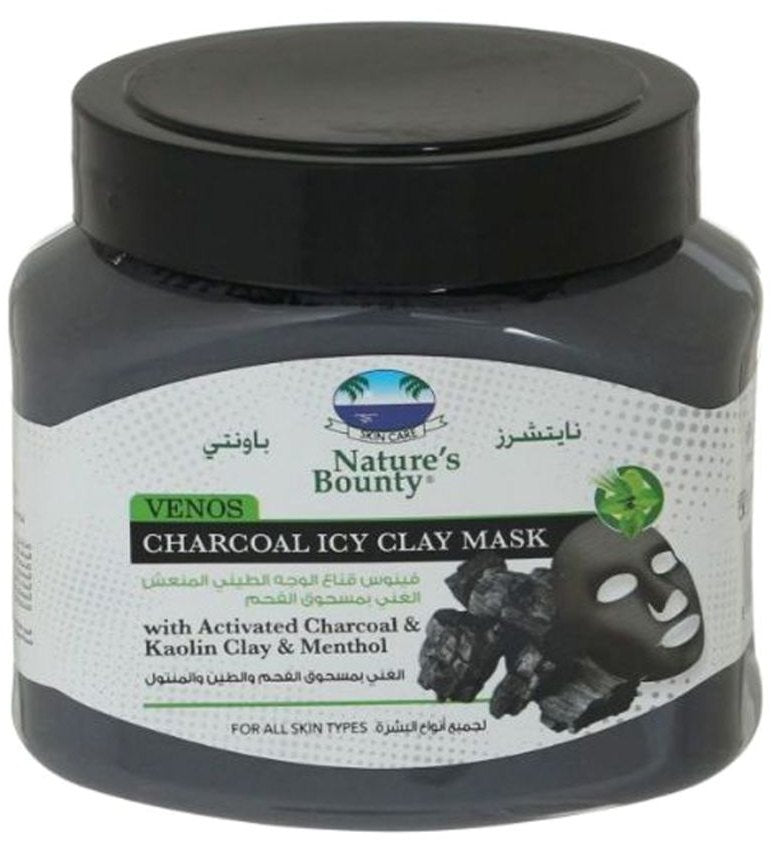 SKIN CARE
باونتي
نايتشرز
Nature's
Bounty®
VENOS
CHARCOAL ICY CLAY MASK
فينوس قناع الوجه الطيني المنعش
الغني بمسحوق الفحم
with Activated Charcoal &
Kaolin Clay & Menthol
الغني بمسحوق الفحم والطين والمنتول
FOR ALL SKIN TYPES لجميع أنواع البشرة